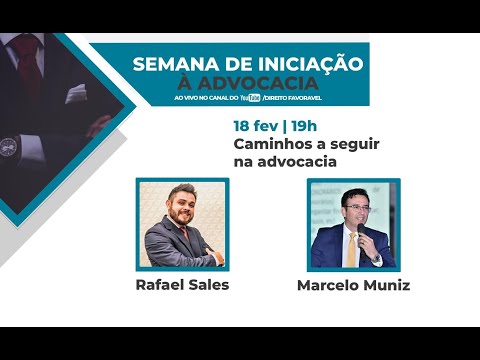 SEMANA DE INICIAÇÃO
À ADVOCACIA
AO VIVO NO CANAL DO YouTube /DIREITO FAVORAVEL
18 fev | 19h
Caminhos a seguir
na advocacia
Rafael Sales
Marcelo Muniz